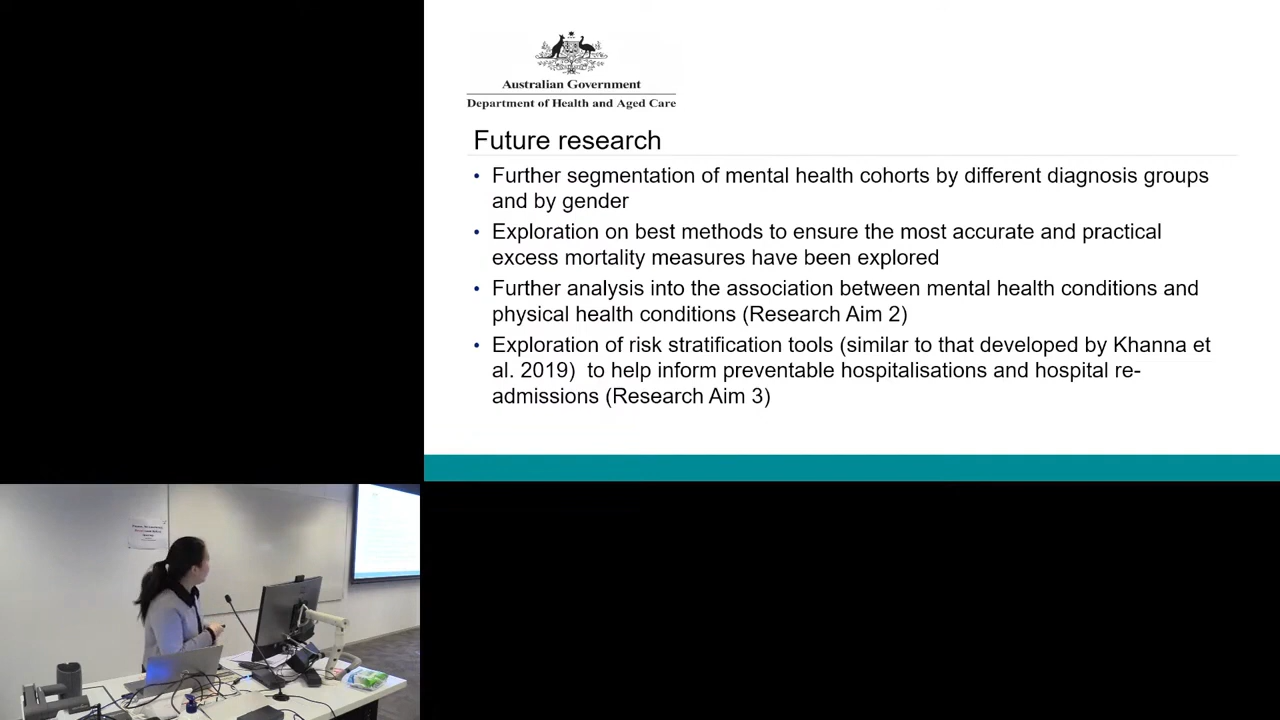 Australian Government
Department of Health and Aged Care
Future research
• Further segmentation of mental health cohorts by different diagnosis groups
and by gender
• Exploration on best methods to ensure the most accurate and practical
excess mortality measures have been explored
• Further analysis into the association between mental health conditions and
physical health conditions (Research Aim 2)
• Exploration of risk stratification tools (similar to that developed by Khanna et
al. 2019)  to help inform preventable hospitalisations and hospital re-
admissions (Research Aim 3)